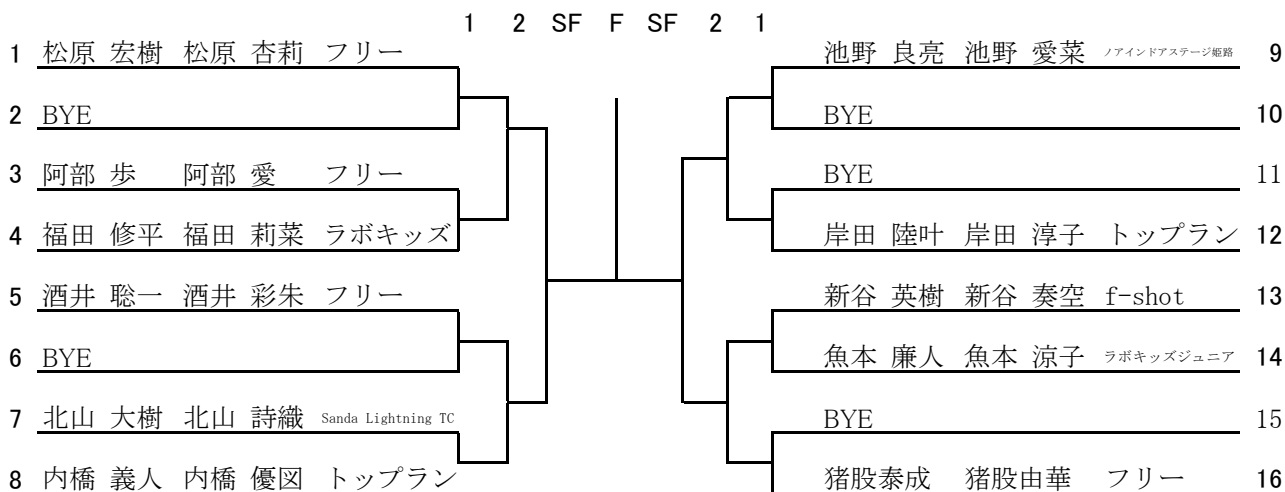 1 2 SF F SF 2 1
1 松原 宏樹 松原 杏莉 フリー
2 BYE
3 阿部 歩 阿部 愛 フリー
4 福田 修平 福田 莉菜 ラボキッズ
5 酒井 聡一 酒井 彩朱 フリー
6 BYE
7 北山 大樹 北山 詩織 Sanda Lightning TC
8 内橋 義人 内橋 優図 トップラン
池野 良亮 池野 愛菜 ノアインドアステージ姫路 9
BYE 10
BYE 11
岸田 陸叶 岸田 淳子 トップラン 12
新谷 英樹 新谷 奏空 f-shot 13
魚本 廉人 魚本 涼子 ラボキッズジュニア 14
BYE 15
猪股泰成 猪股由華 フリー 16